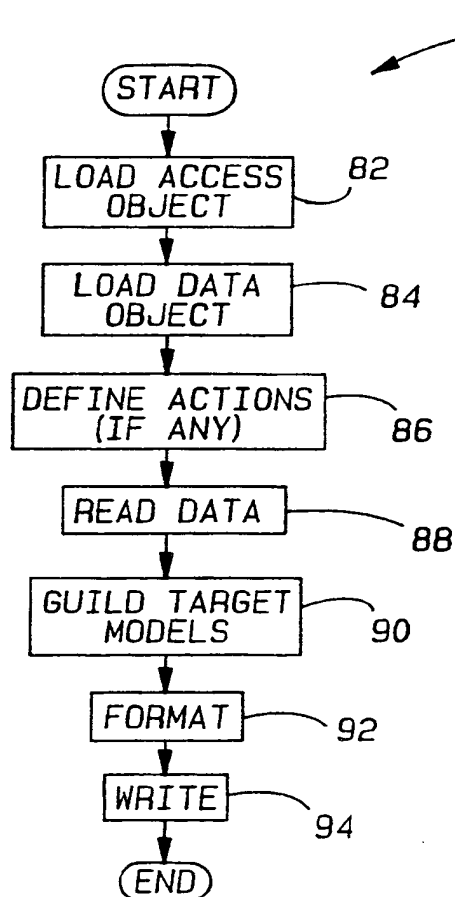 START
LOAD ACCESS
OBJECT
82
LOAD DATA
OBJECT
84
DEFINE ACTIONS
(IF ANY)
86
READ DATA
88
GUILD TARGET
MODELS
90
FORMAT
92
WRITE
94
END